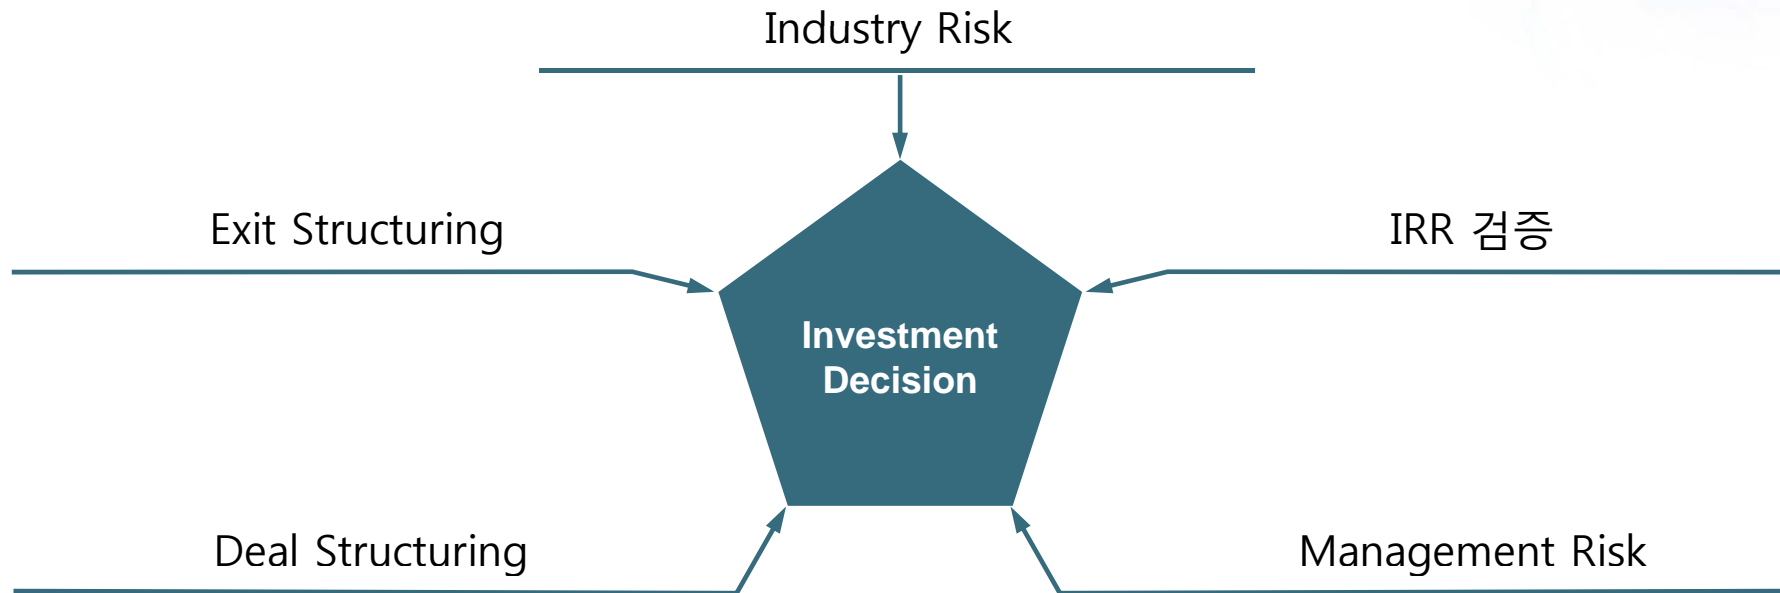 Industry Risk
Exit Structuring
IRR 검증
Investment
Decision
Deal Structuring
Management Risk